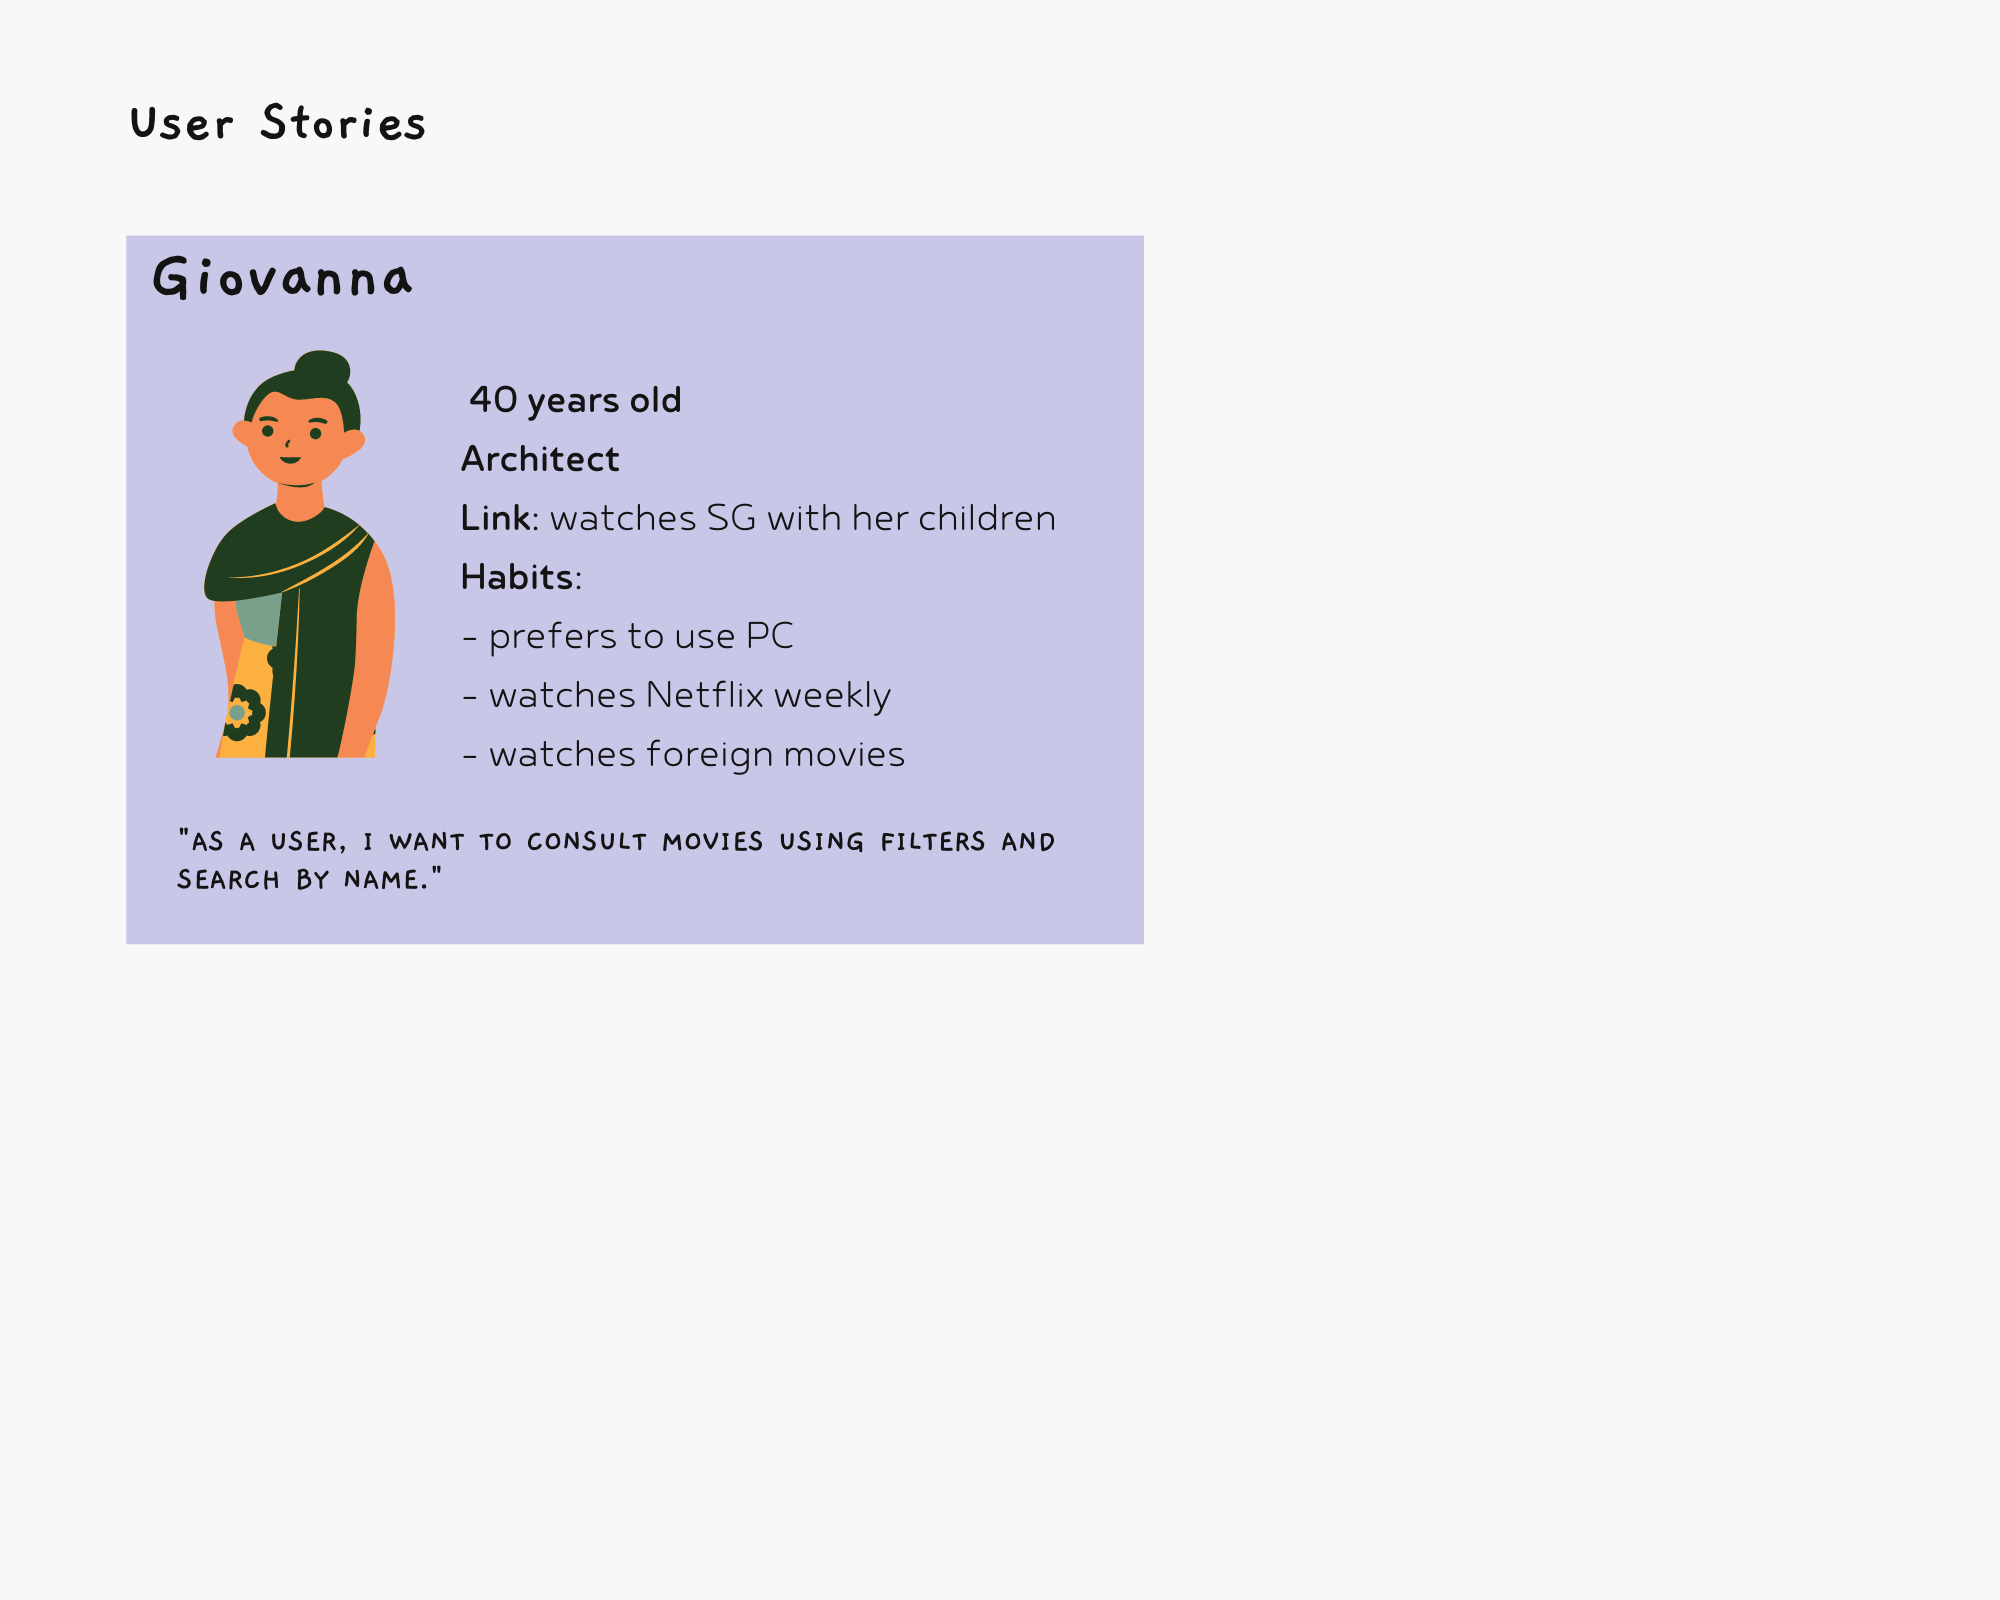 User Stories
Giovanna
40 years old
Architect
Link: watches SG with her children
Habits:
- prefers to use PC
- watches Netflix weekly
- watches foreign movies
"AS A USER, I WANT TO CONSULT MOVIES USING FILTERS AND
SEARCH BY NAME."